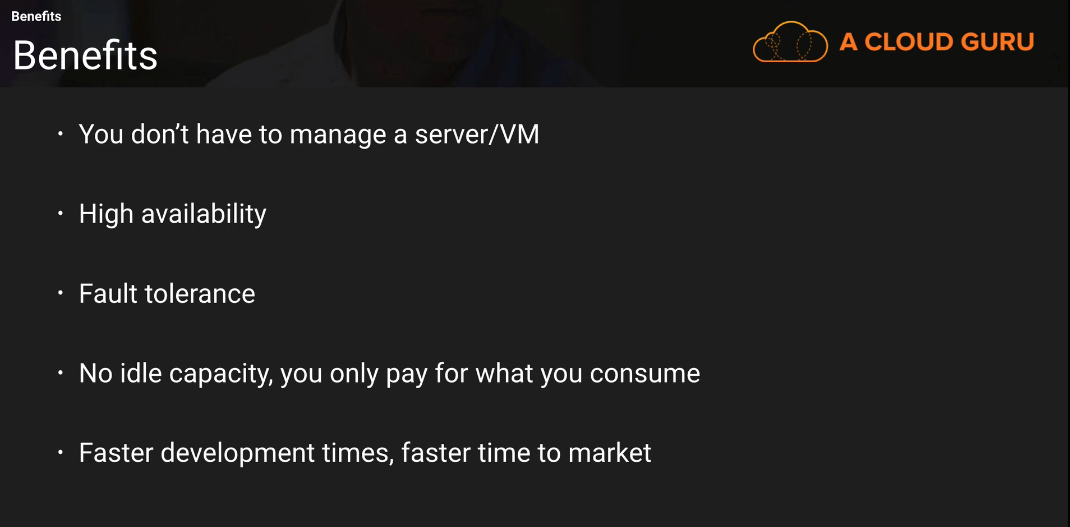 Benefits
Benefits
A CLOUD GURU
• You don’t have to manage a server/VM
• High availability
• Fault tolerance
• No idle capacity, you only pay for what you consume
• Faster development times, faster time to market